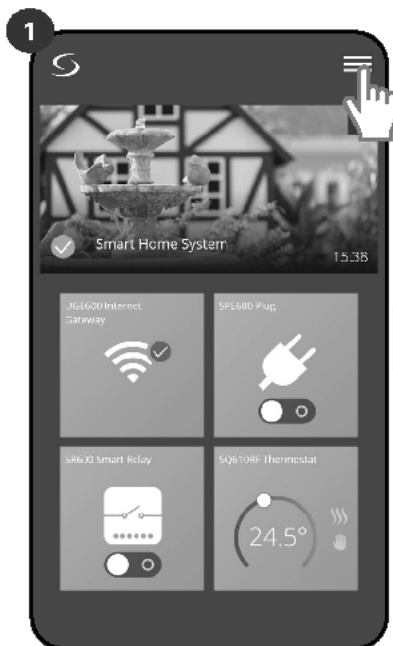 1
Smart Home System
15:38
UGE600 Internet
Gateway
SPE600 Plug
SR600 Smart Relay
SQ610RF Thermostat
24.5°